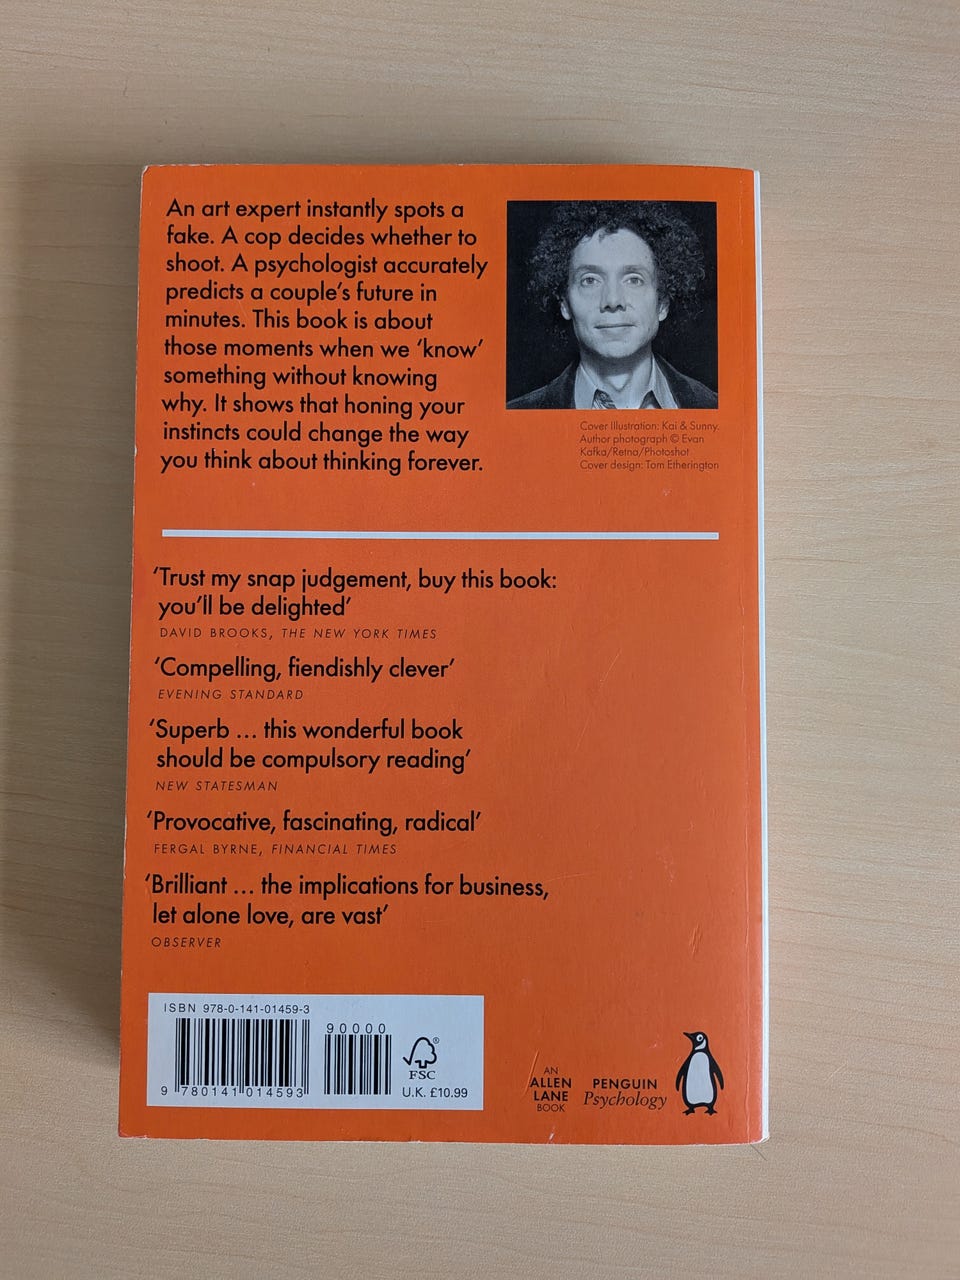 An art expert instantly spots a
fake. A cop decides whether to
shoot. A psychologist accurately
predicts a couple's future in
minutes. This book is about
those moments when we ‘know’
something without knowing
why. It shows that honing your
instincts could change the way
you think about thinking forever.
Cover Illustration: Kai & Sunny.
Author photograph © Evan
Kafka/Retna/Photoshot
Cover design: Tom Etherington
‘Trust my snap judgement, buy this book:
you’ll be delighted’
DAVID BROOKS, THE NEW YORK TIMES
‘Compelling, fiendishly clever’
EVENING STANDARD
‘Superb ... this wonderful book
should be compulsory reading’
NEW STATESMAN
‘Provocative, fascinating, radical’
FERGAL BYRNE, FINANCIAL TIMES
‘Brilliant ... the implications for business,
let alone love, are vast’
OBSERVER
ISBN 978-0-141-01459-3
90000
9 780141 014593
FSC®
U.K. £10.99
AN
ALLEN
LANE
BOOK
PENGUIN
Psychology